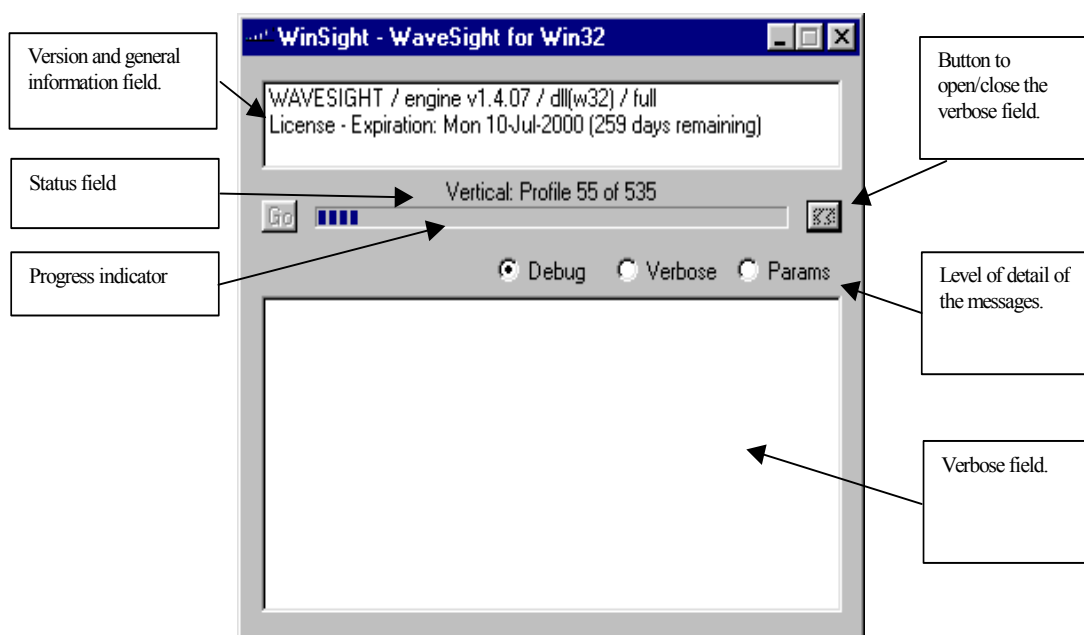 WinSight - WaveSight for Win32
Version and general
information field.
Button to
open/close the
verbose field.
WAVESIGHT / engine v1.4.07 / dll(w32) / full
License - Expiration: Mon 10-Jul-2000 (259 days remaining)
Status field
Vertical: Profile 55 of 535
Go
<<
Progress indicator
Debug Verbose Params
Level of detail of
the messages.
Verbose field.